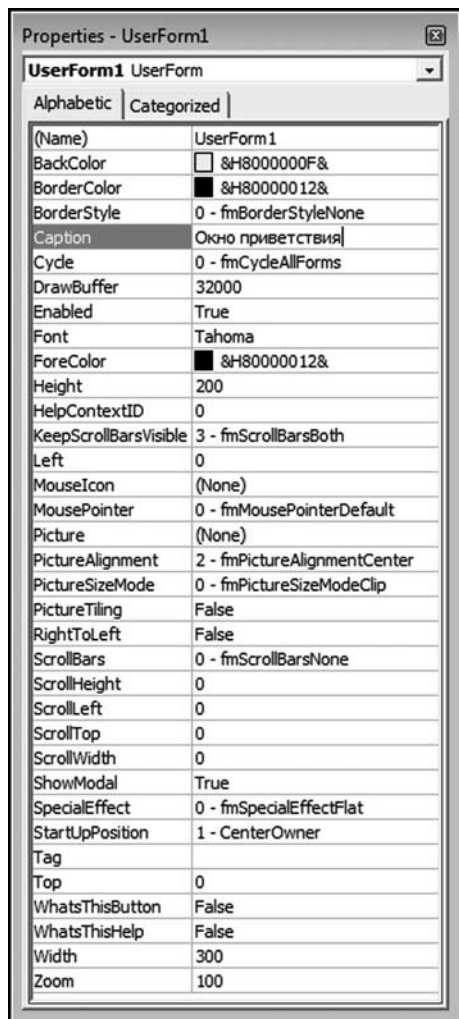 Properties - UserForm1
UserForm1 UserForm
Alphabetic Categorized
(Name) UserForm1
BackColor &H8000000F&
BorderColor &H80000012&
BorderStyle 0 - fmBorderStyleNone
Caption Окно приветствия
Cycle 0 - fmCycleAllForms
DrawBuffer 32000
Enabled True
Font Tahoma
ForeColor &H80000012&
Height 200
HelpContextID 0
KeepScrollBarsVisible 3 - fmScrollBarsBoth
Left 0
MouseIcon (None)
MousePointer 0 - fmMousePointerDefault
Picture (None)
PictureAlignment 2 - fmPictureAlignmentCenter
PictureSizeMode 0 - fmPictureSizeModeClip
PictureTiling False
RightToLeft False
ScrollBars 0 - fmScrollBarsNone
ScrollHeight 0
ScrollLeft 0
ScrollTop 0
ScrollWidth 0
ShowModal True
SpecialEffect 0 - fmSpecialEffectFlat
StartUpPosition 1 - CenterOwner
Tag
Top 0
WhatsThisButton False
WhatsThisHelp False
Width 300
Zoom 100